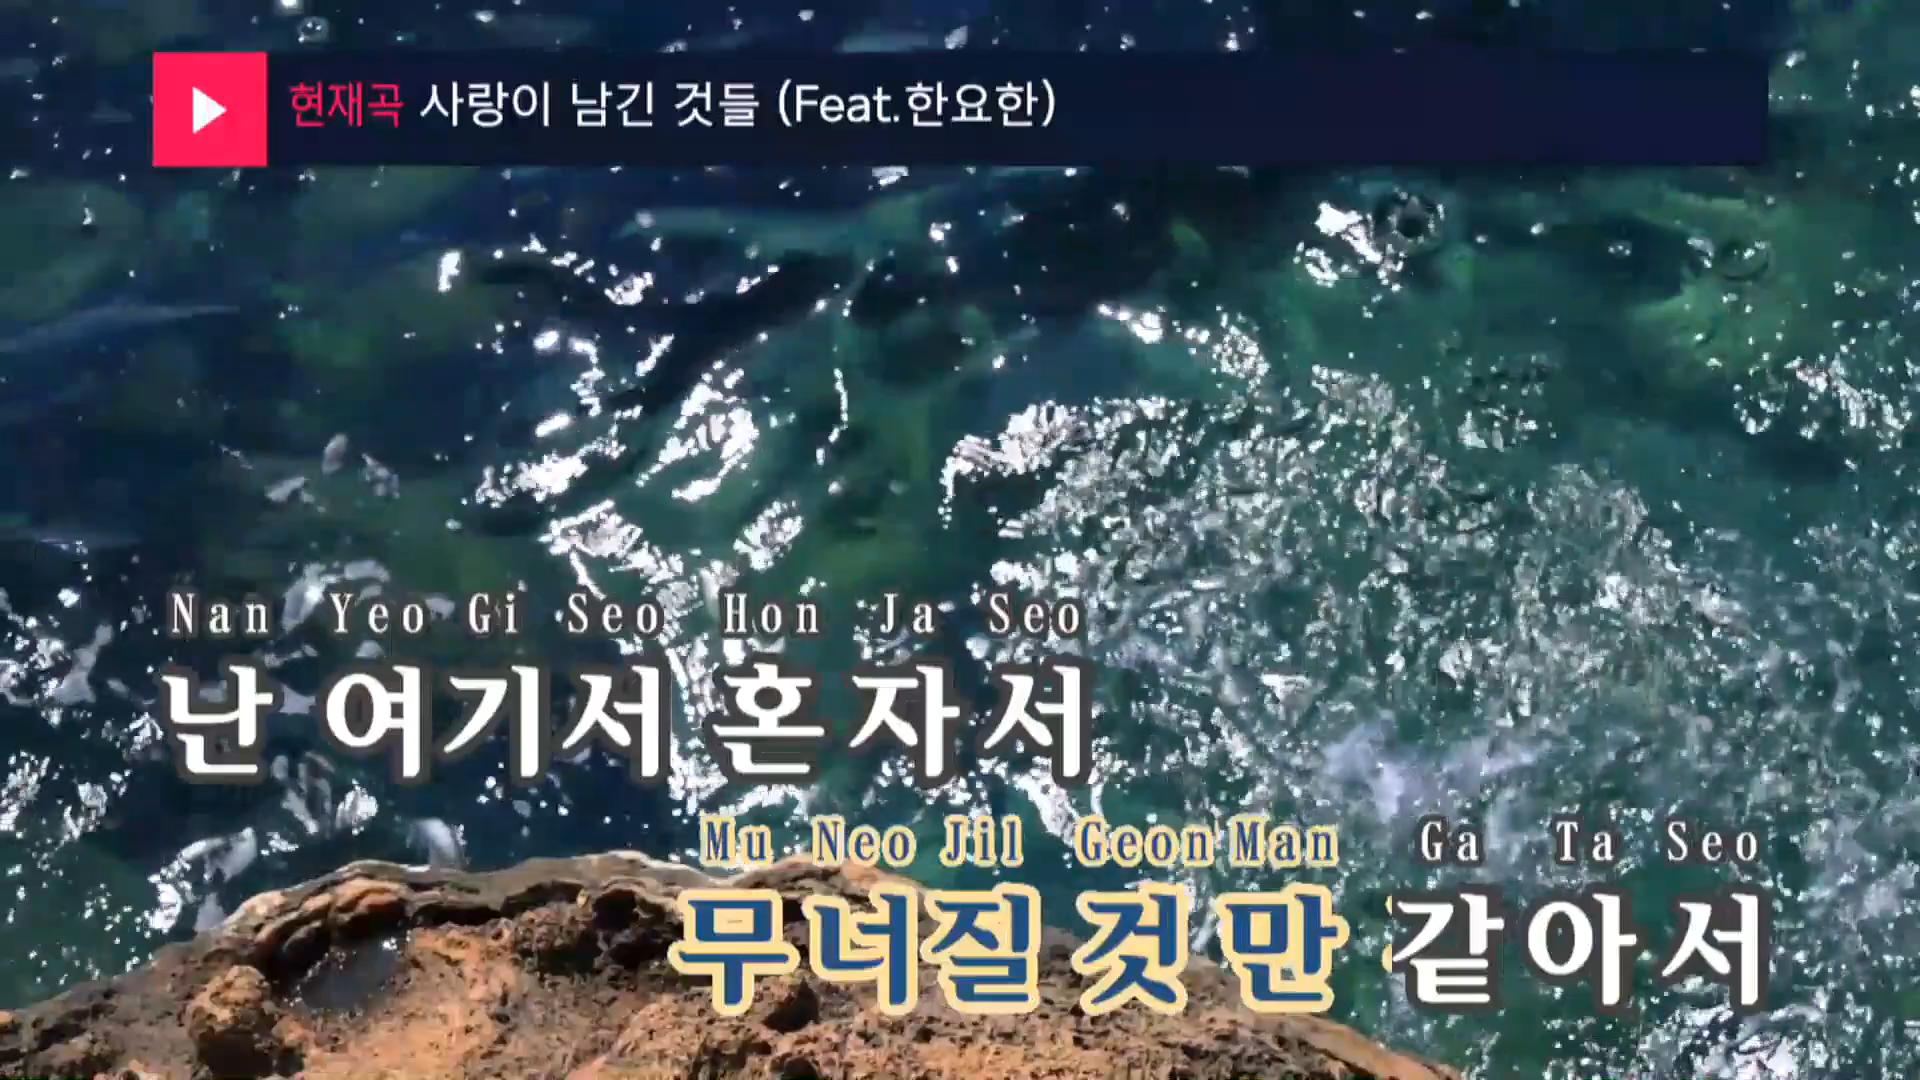 현재곡 사랑이 남긴 것들 (Feat.한요한)
Nan Yeo Gi Seo Hon Ja Seo
난 여기서 혼자서
Mu Neo Jil Geon Man Ga Ta Seo
무너질 것만 같아서